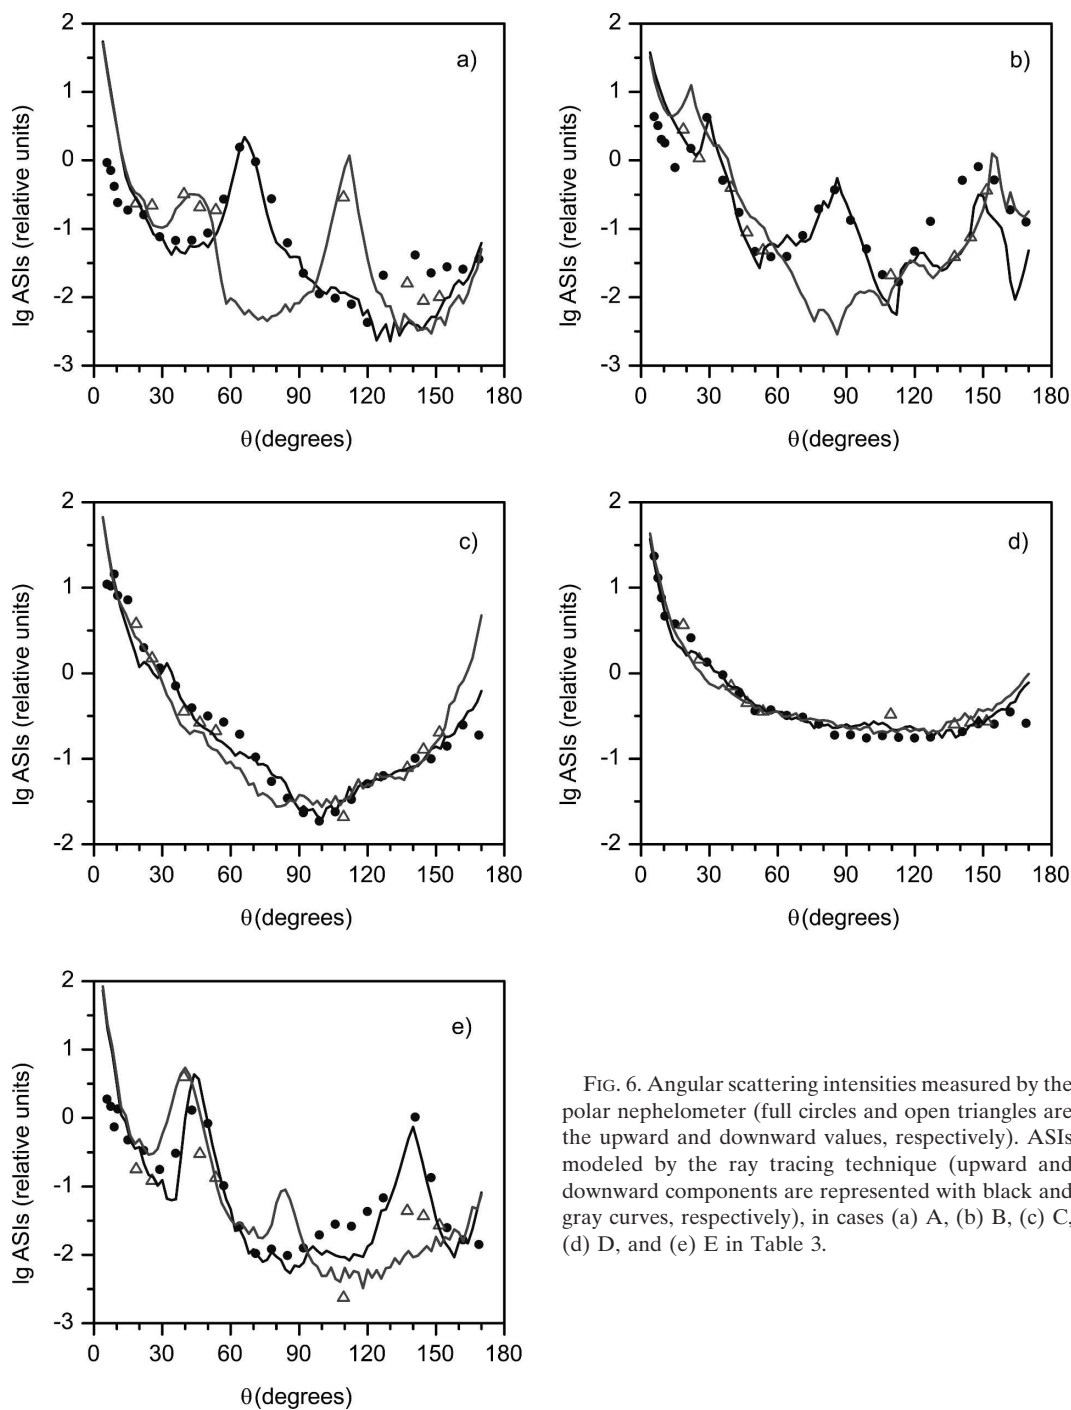 a)
lg ASIs (relative units)
2
1
0
-1
-2
-3
0 30 60 90 120 150 180
θ (degrees)
b)
lg ASIs (relative units)
2
1
0
-1
-2
-3
0 30 60 90 120 150 180
θ (degrees)
c)
lg ASIs (relative units)
2
1
0
-1
-2
0 30 60 90 120 150 180
θ (degrees)
d)
lg ASIs (relative units)
2
1
0
-1
-2
0 30 60 90 120 150 180
θ (degrees)
e)
lg ASIs (relative units)
2
1
0
-1
-2
-3
0 30 60 90 120 150 180
θ (degrees)
FIG. 6. Angular scattering intensities measured by the
polar nephelometer (full circles and open triangles are
the upward and downward values, respectively). ASIs
modeled by the ray tracing technique (upward and
downward components are represented with black and
gray curves, respectively), in cases (a) A, (b) B, (c) C,
(d) D, and (e) E in Table 3.